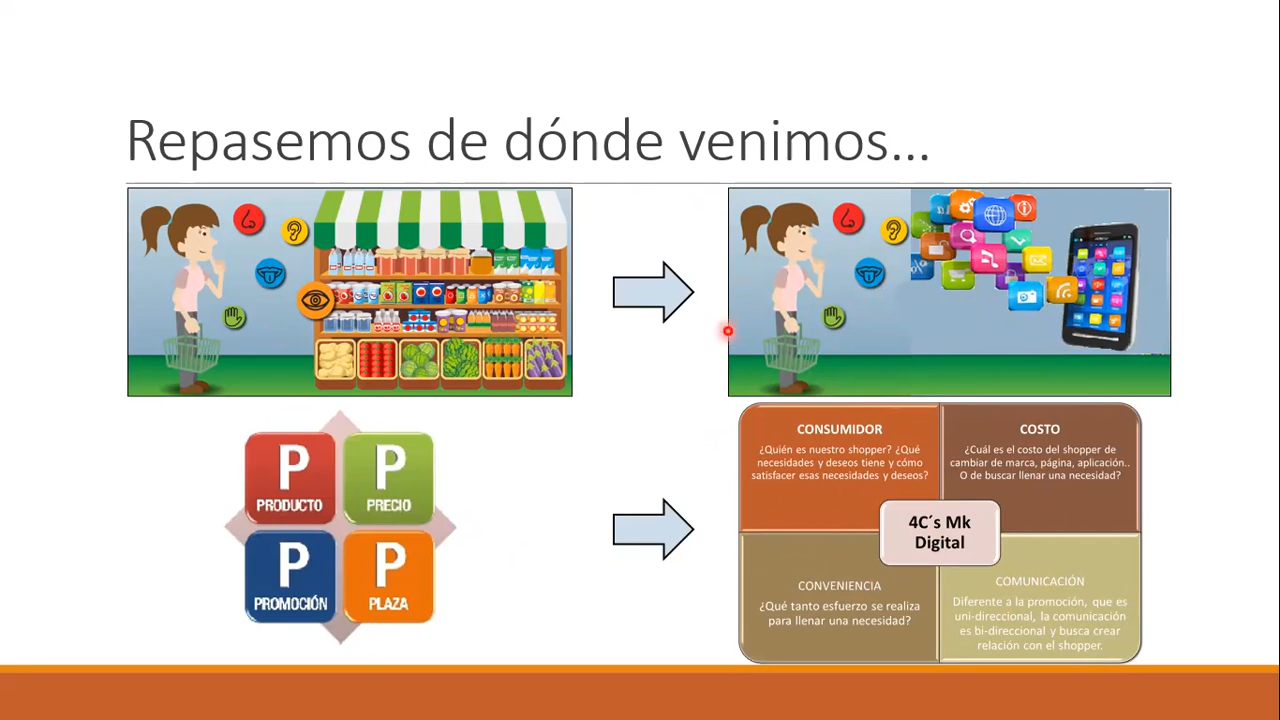 Repasemos de dónde venimos...
P
PRODUCTO
P
PRECIO
P
PROMOCIÓN
P
PLAZA
CONSUMIDOR
¿Quién es nuestro shopper? ¿Qué
necesidades y deseos tiene y cómo
satisfacer esas necesidades y deseos?
COSTO
¿Cuál es el costo del shopper de
cambiar de marca, página, aplicación..
O de buscar llenar una necesidad?
4C´s Mk
Digital
CONVENIENCIA
¿Qué tanto esfuerzo se realiza
para llenar una necesidad?
COMUNICACIÓN
Diferente a la promoción, que es
uni-direccional, la comunicación
es bi-direccional y busca crear
relación con el shopper.